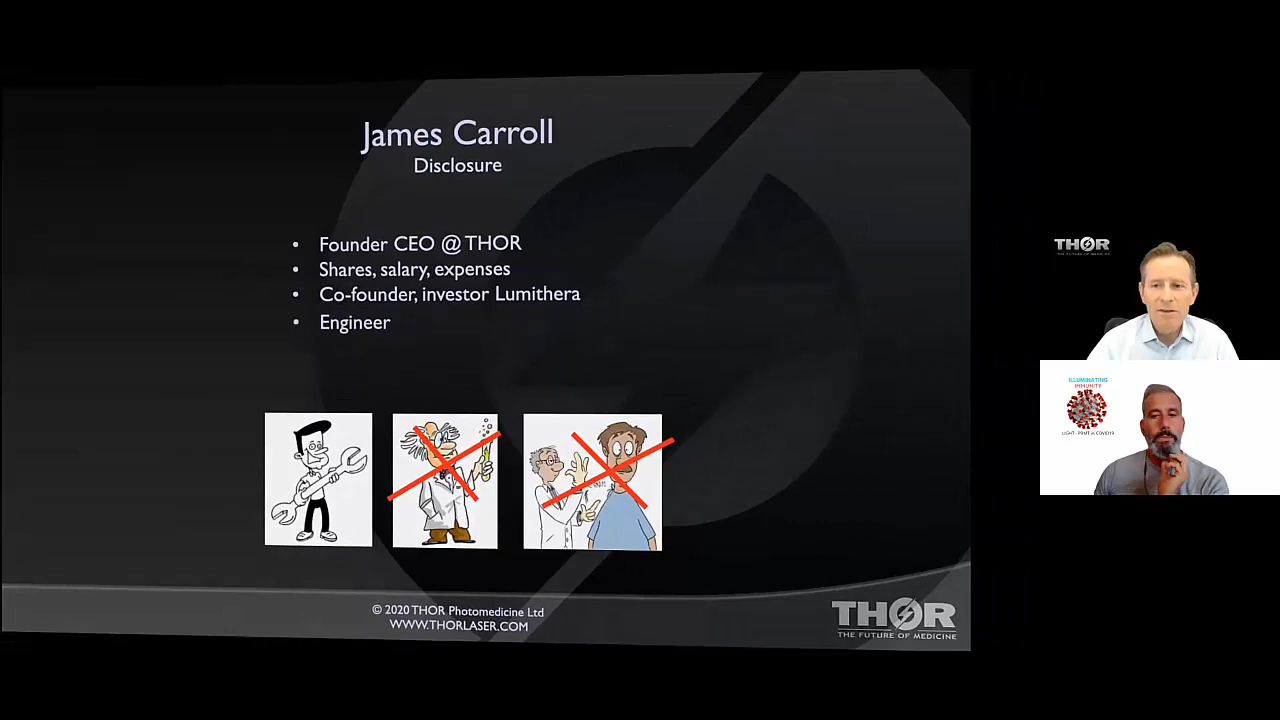 James Carroll
Disclosure
• Founder CEO @ THOR
• Shares, salary, expenses
• Co-founder, investor Lumithera
• Engineer
© 2020 THOR Photomedicine Ltd
WWW.THORLASER.COM
THOR
THE FUTURE OF MEDICINE
THOR
THE FUTURE OF MEDICINE
ILLUMINATING
IMMUNITY
LIGHT - PBMT vs COVID19